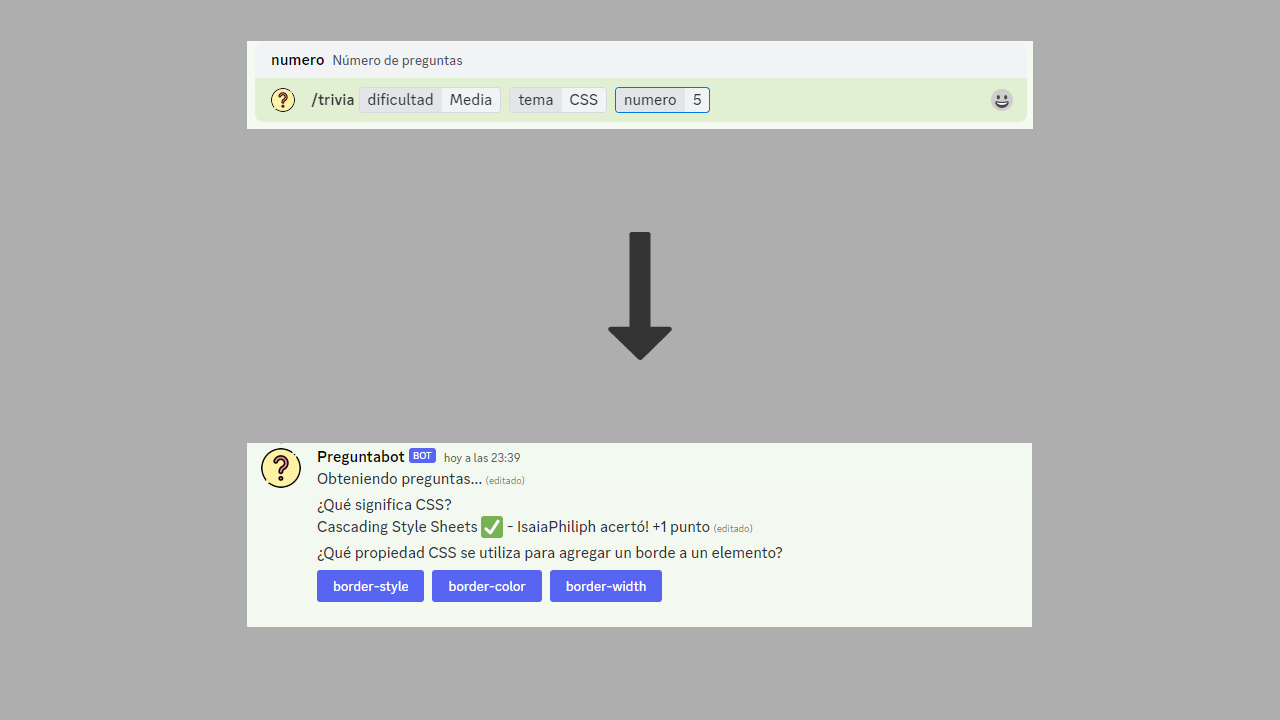 numero Número de preguntas
/trivia dificultad Media tema CSS numero 5
Preguntabot BOT hoy a las 23:39
Obteniendo preguntas... (editado)
¿Qué significa CSS?
Cascading Style Sheets ✅ - IsaiaPhiliph acertó! +1 punto (editado)
¿Qué propiedad CSS se utiliza para agregar un borde a un elemento?
border-style border-color border-width